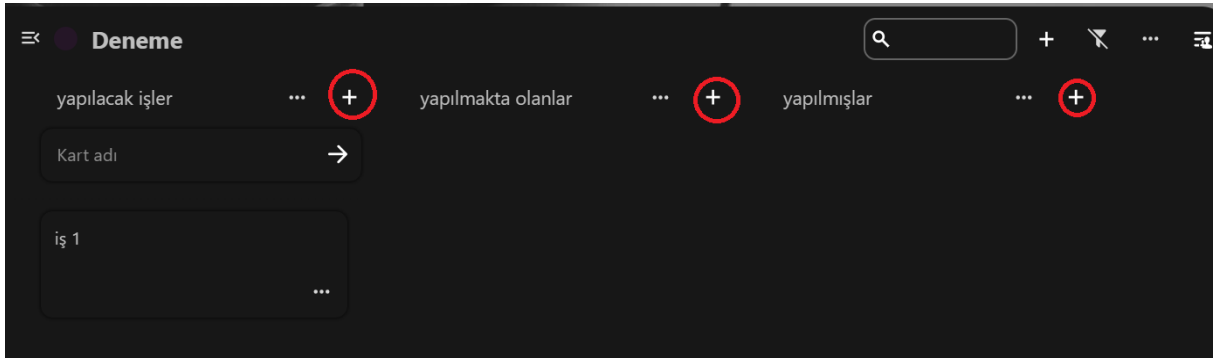 Deneme
yapılacak işler
yapılmakta olanlar
yapılmışlar
Kart adı
iş 1